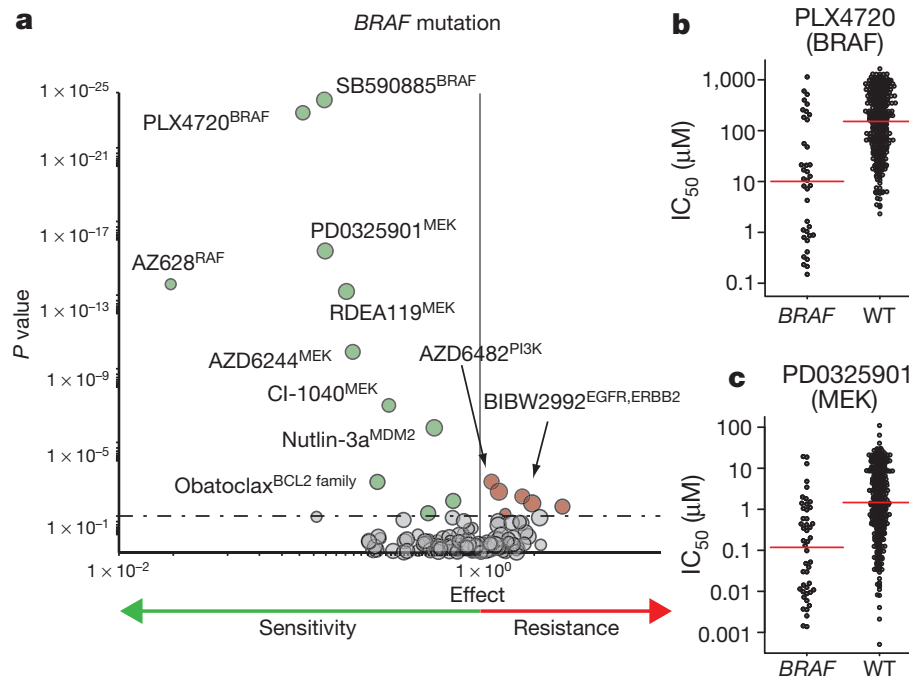 a
BRAF mutation
1 × 10⁻²⁵
1 × 10⁻²¹
1 × 10⁻¹⁷
1 × 10⁻¹³
1 × 10⁻⁹
1 × 10⁻⁵
1 × 10⁻¹
P value
SB590885^BRAF
PLX4720^BRAF
PD0325901^MEK
AZ628^RAF
RDEA119^MEK
AZD6244^MEK
AZD6482^PI3K
CI-1040^MEK
BIBW2992^EGFR,ERBB2
Nutlin-3a^MDM2
Obatoclax^BCL2 family
1 × 10⁻²
1 × 10⁰
Effect
Sensitivity
Resistance
b
PLX4720
(BRAF)
1,000
100
10
1
0.1
IC₅₀ (μM)
BRAF
WT
c
PD0325901
(MEK)
100
10
1
0.1
0.01
0.001
IC₅₀ (μM)
BRAF
WT